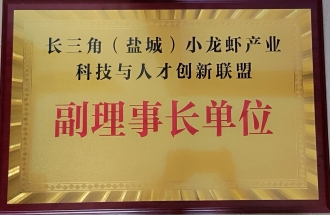 长三角（盐城）小龙虾产业
科技与人才创新联盟
副理事长单位